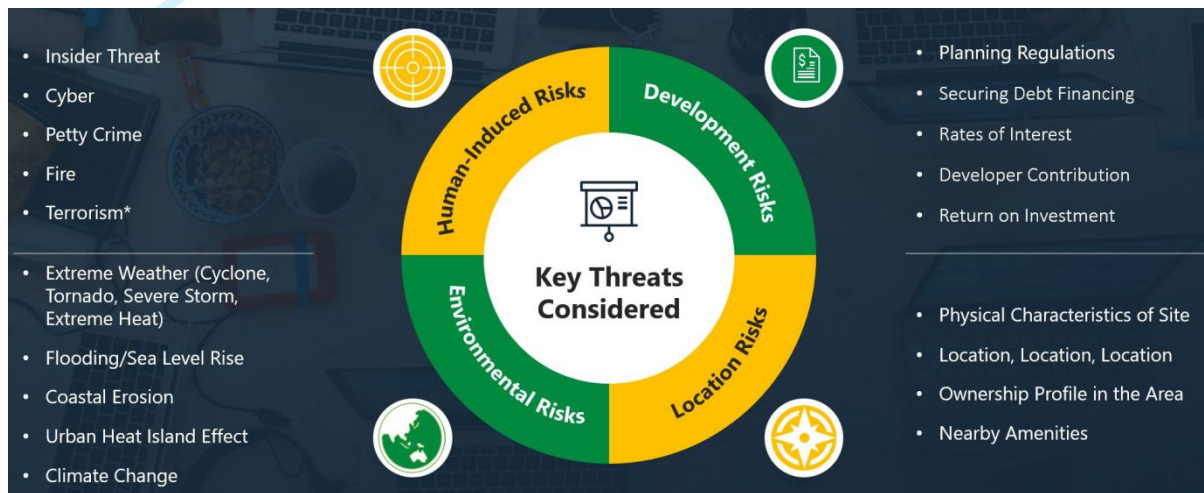 • Insider Threat
• Cyber
• Petty Crime
• Fire
• Terrorism*
• Extreme Weather (Cyclone,
Tornado, Severe Storm,
Extreme Heat)
• Flooding/Sea Level Rise
• Coastal Erosion
• Urban Heat Island Effect
• Climate Change
Human-Induced Risks
Development Risks
Environmental Risks
Location Risks
Key Threats
Considered
• Planning Regulations
• Securing Debt Financing
• Rates of Interest
• Developer Contribution
• Return on Investment
• Physical Characteristics of Site
• Location, Location, Location
• Ownership Profile in the Area
• Nearby Amenities